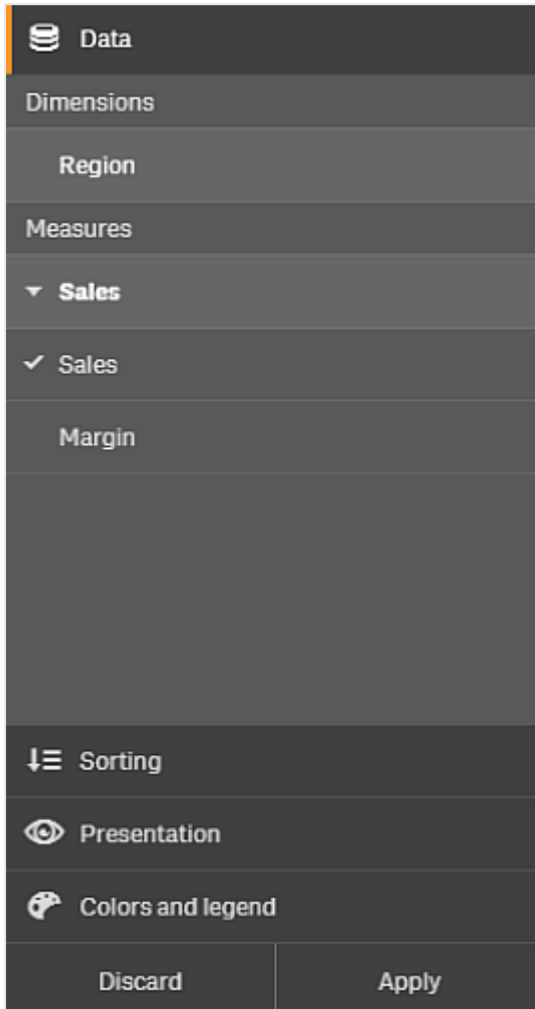 Data
Dimensions
Region
Measures
Sales
Sales
Margin
Sorting
Presentation
Colors and legend
Discard Apply